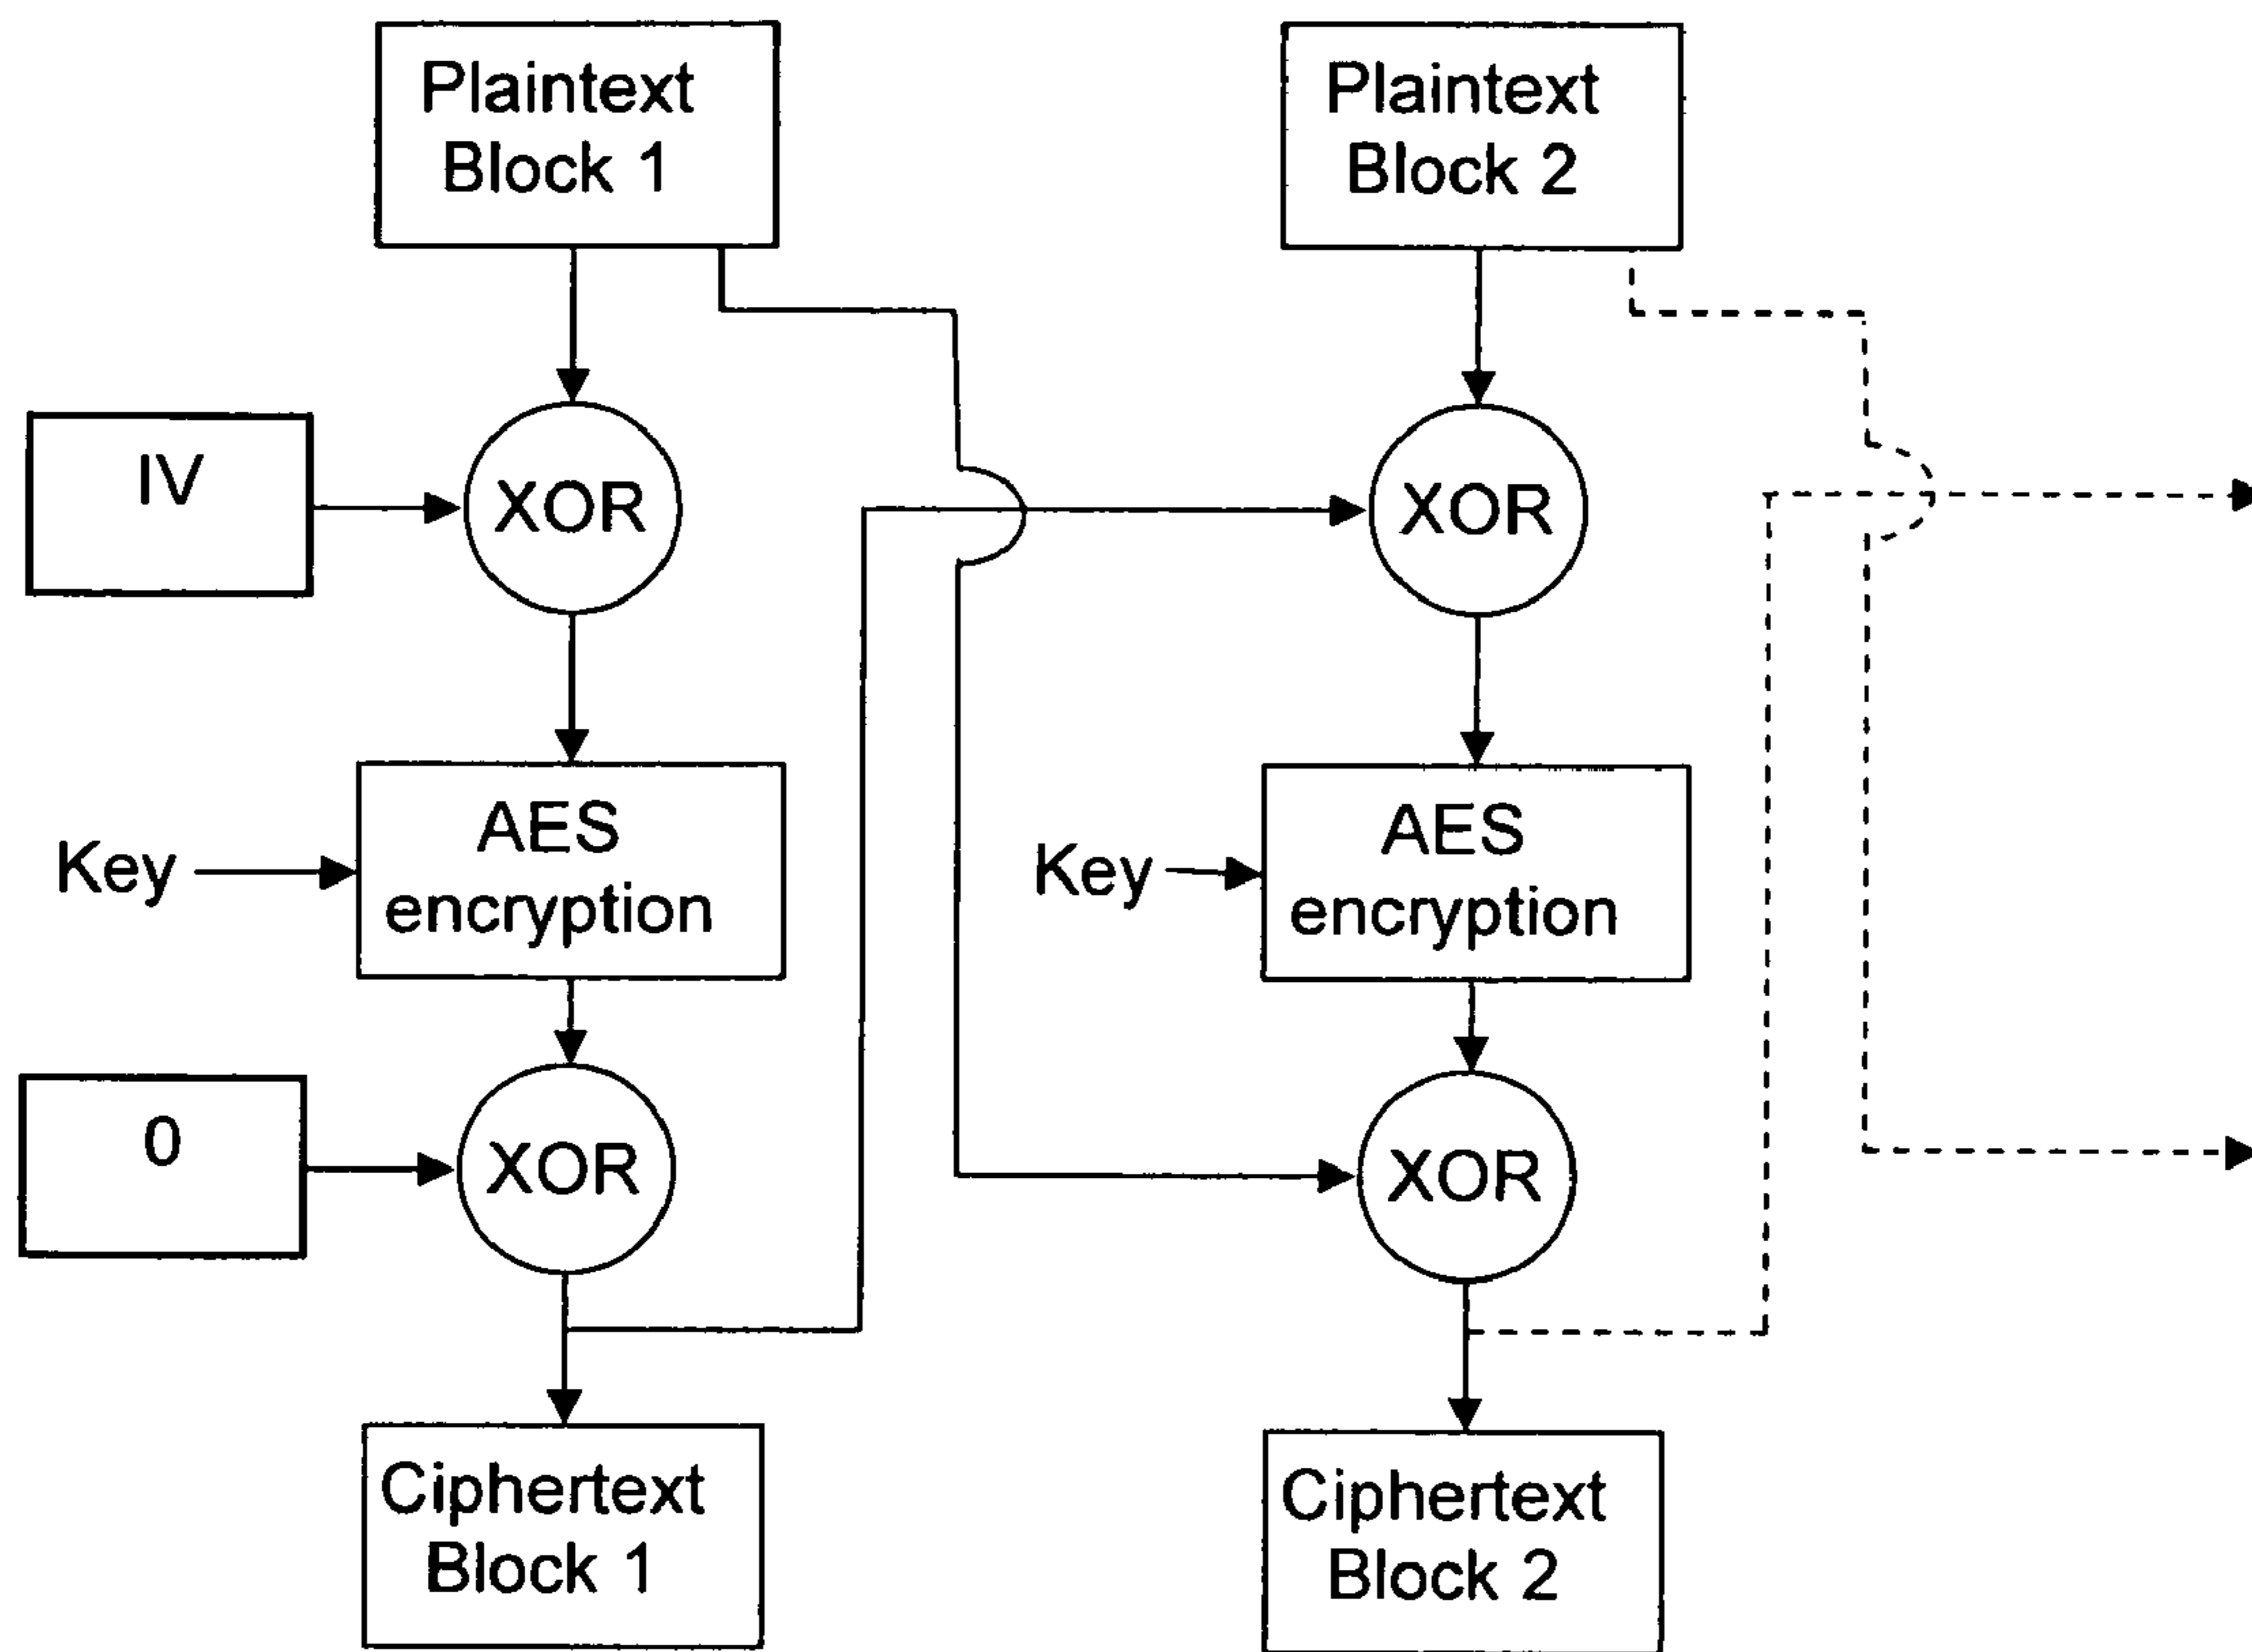 Plaintext
Block 1
Plaintext
Block 2
IV
XOR
XOR
Key
AES
encryption
Key
AES
encryption
0
XOR
XOR
Ciphertext
Block 1
Ciphertext
Block 2